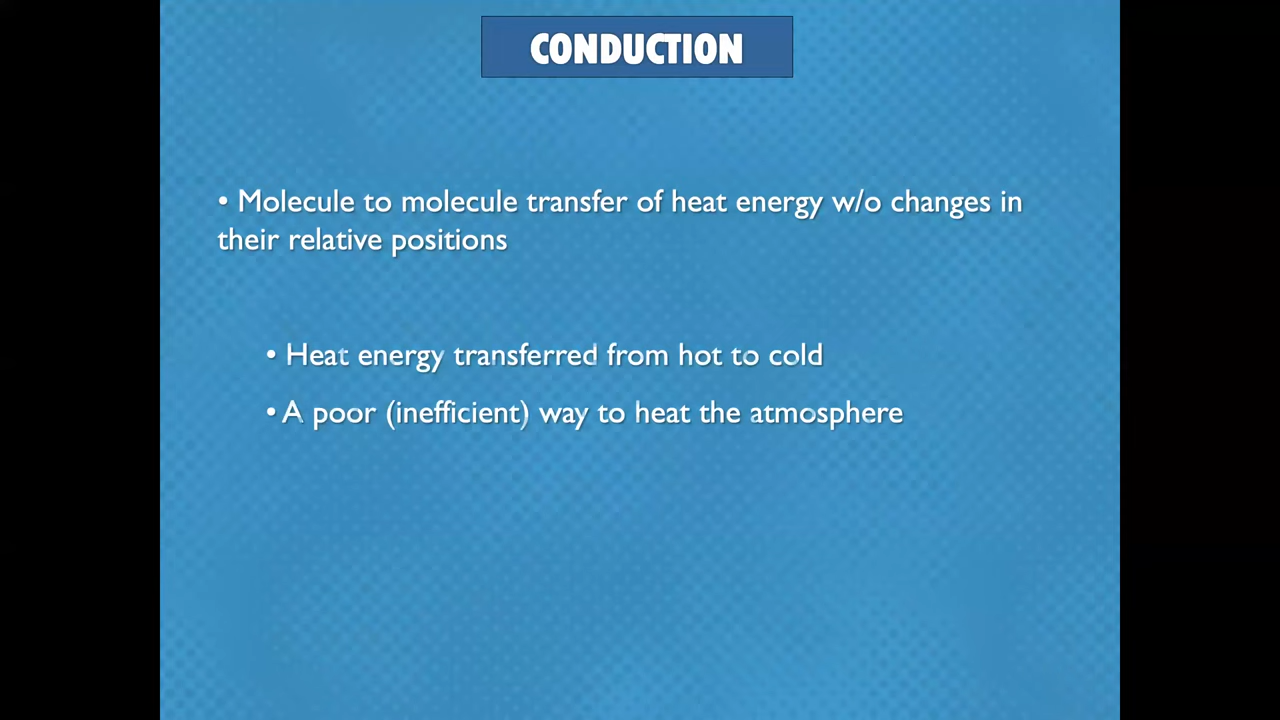 CONDUCTION
• Molecule to molecule transfer of heat energy w/o changes in
their relative positions
• Heat energy transferred from hot to cold
• A poor (inefficient) way to heat the atmosphere